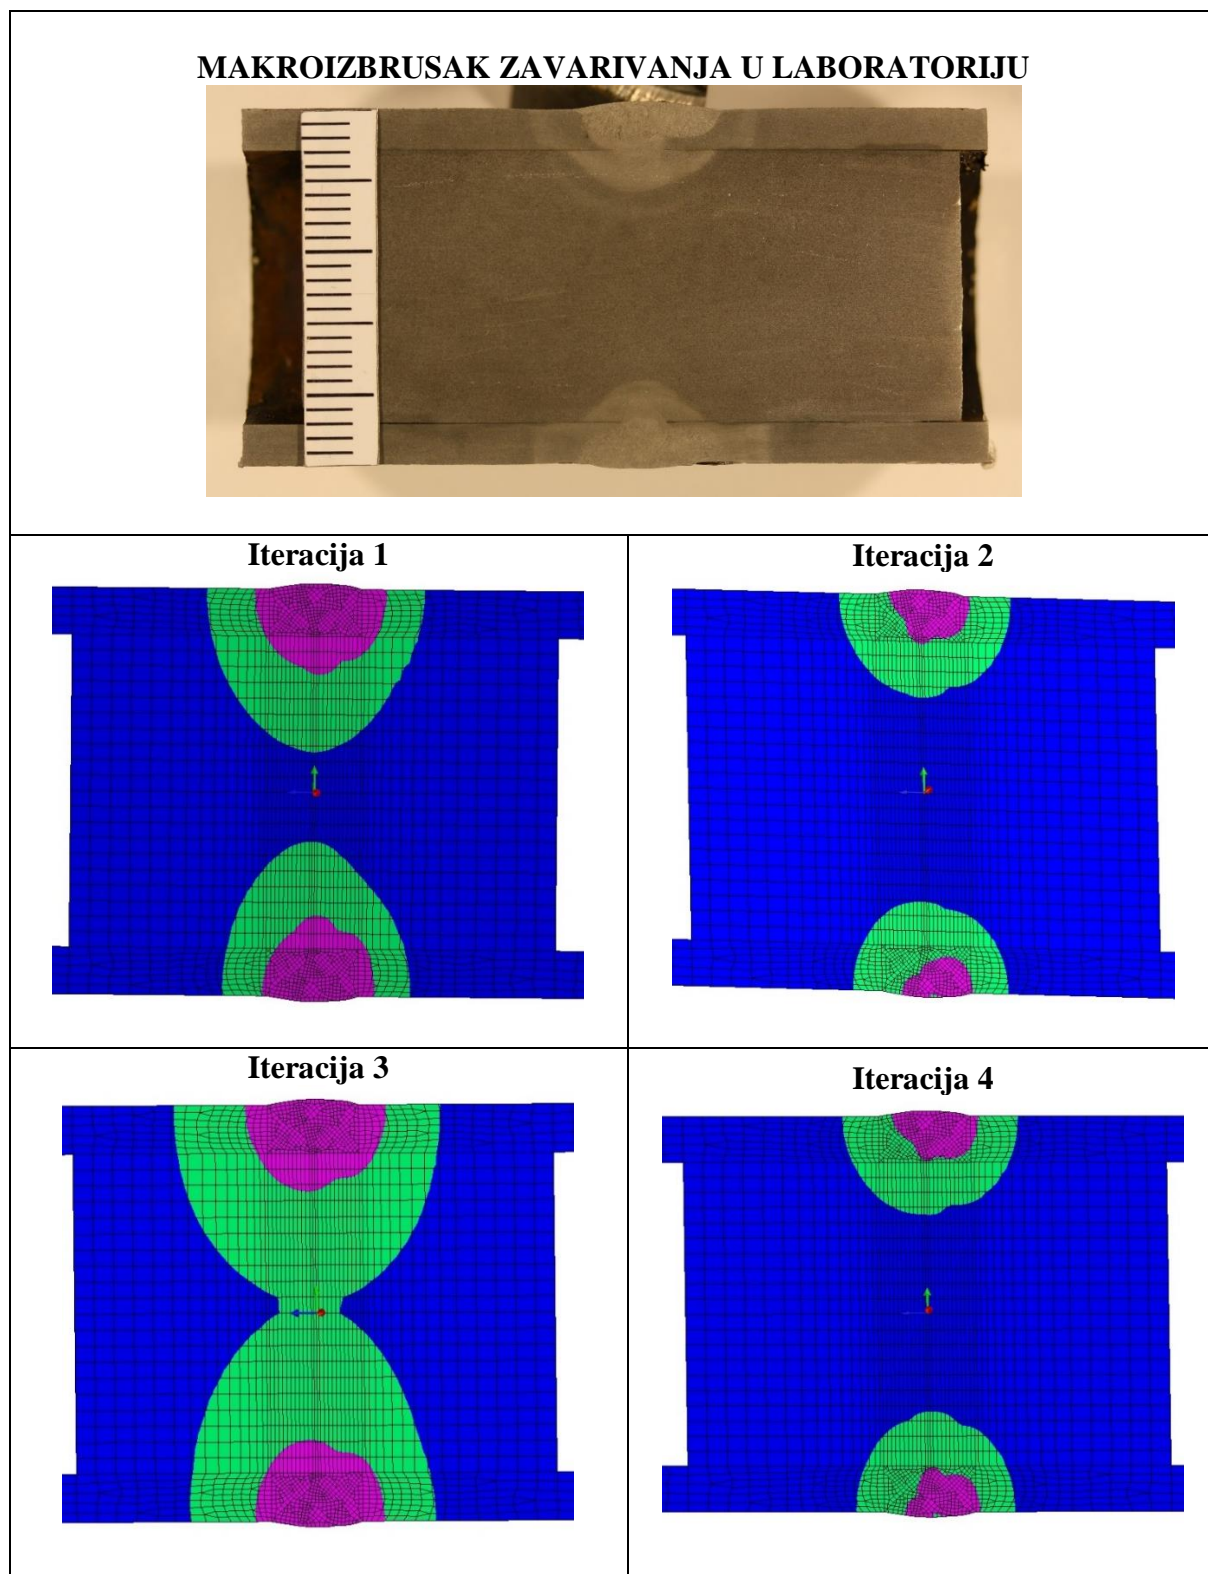 MAKROIZBRUSAK ZAVARIVANJA U LABORATORIJU
Iteracija 1
Iteracija 2
Iteracija 3
Iteracija 4